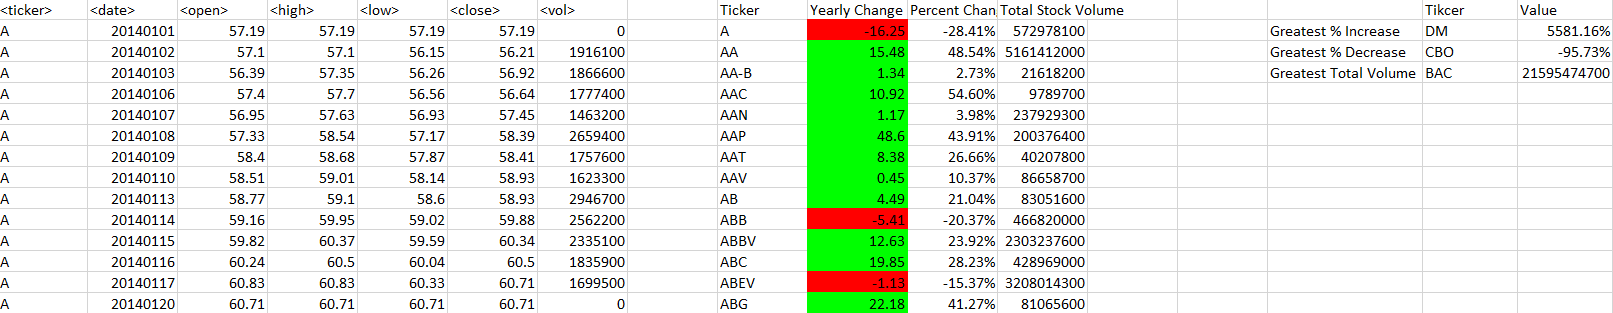 <ticker> <date> <open> <high> <low> <close> <vol> Ticker Yearly Change Percent Chan Total Stock Volume Tikcer Value
A 20140101 57.19 57.19 57.19 57.19 0 A -16.25 -28.41% 572978100 Greatest % Increase DM 5581.16%
A 20140102 57.1 57.1 56.15 56.21 1916100 AA 15.48 48.54% 5161412000 Greatest % Decrease CBO -95.73%
A 20140103 56.39 57.35 56.26 56.92 1866600 AA-B 1.34 2.73% 21618200 Greatest Total Volume BAC 21595474700
A 20140106 57.4 57.7 56.56 56.64 1777400 AAC 10.92 54.60% 9789700
A 20140107 56.95 57.63 56.93 57.45 1463200 AAN 1.17 3.98% 237929300
A 20140108 57.33 58.54 57.17 58.39 2659400 AAP 48.6 43.91% 200376400
A 20140109 58.4 58.68 57.87 58.41 1757600 AAT 8.38 26.66% 40207800
A 20140110 58.51 59.01 58.14 58.93 1623300 AAV 0.45 10.37% 86658700
A 20140113 58.77 59.1 58.6 58.93 2946700 AB 4.49 21.04% 83051600
A 20140114 59.16 59.95 59.02 59.88 2562200 ABB -5.41 -20.37% 466820000
A 20140115 59.82 60.37 59.59 60.34 2335100 ABBV 12.63 23.92% 2303237600
A 20140116 60.24 60.5 60.04 60.5 1835900 ABC 19.85 28.23% 428969000
A 20140117 60.83 60.83 60.33 60.71 1699500 ABEV -1.13 -15.37% 3208014300
A 20140120 60.71 60.71 60.71 60.71 0 ABG 22.18 41.27% 81065600